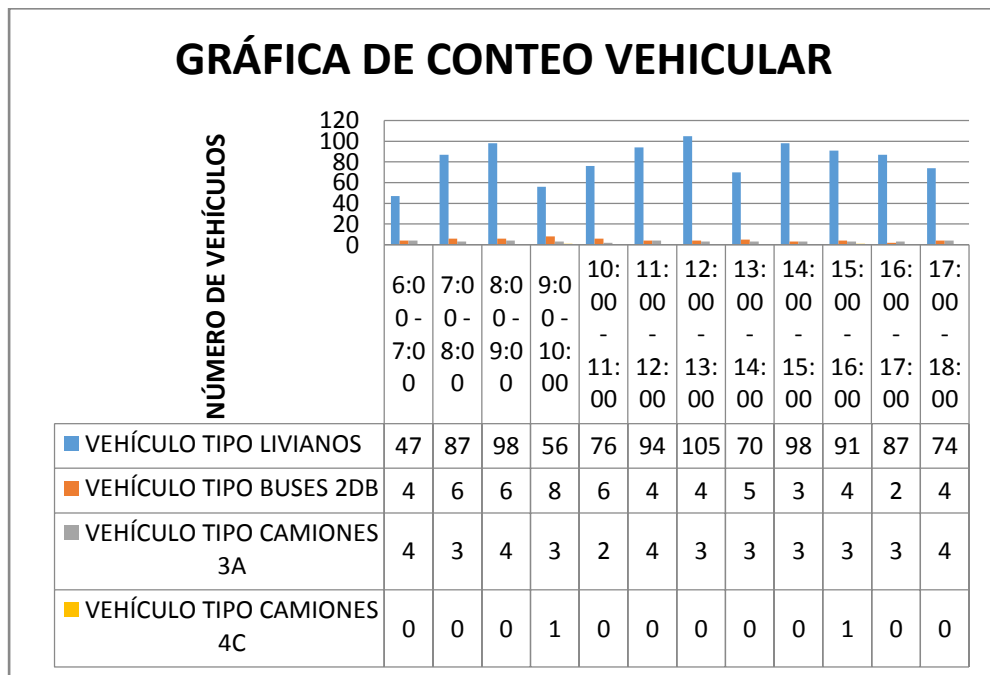 GRÁFICA DE CONTEO VEHICULAR
NÚMERO DE VEHÍCULOS
120
100
80
60
40
20
0
6:0 7:0 8:0 9:0 10: 11: 12: 13: 14: 15: 16: 17:
0 - 0 - 0 - 0 - 00 00 00 00 00 00 00 00
7:0 8:0 9:0 10: - - - - - - - -
0 0 0 00 11: 12: 13: 14: 15: 16: 17: 18:
00 00 00 00 00 00 00 00
VEHÍCULO TIPO LIVIANOS 47 87 98 56 76 94 105 70 98 91 87 74
VEHÍCULO TIPO BUSES 2DB 4 6 6 8 6 4 4 5 3 4 2 4
VEHÍCULO TIPO CAMIONES
3A 4 3 4 3 2 4 3 3 3 3 3 4
VEHÍCULO TIPO CAMIONES
4C 0 0 0 1 0 0 0 0 0 1 0 0